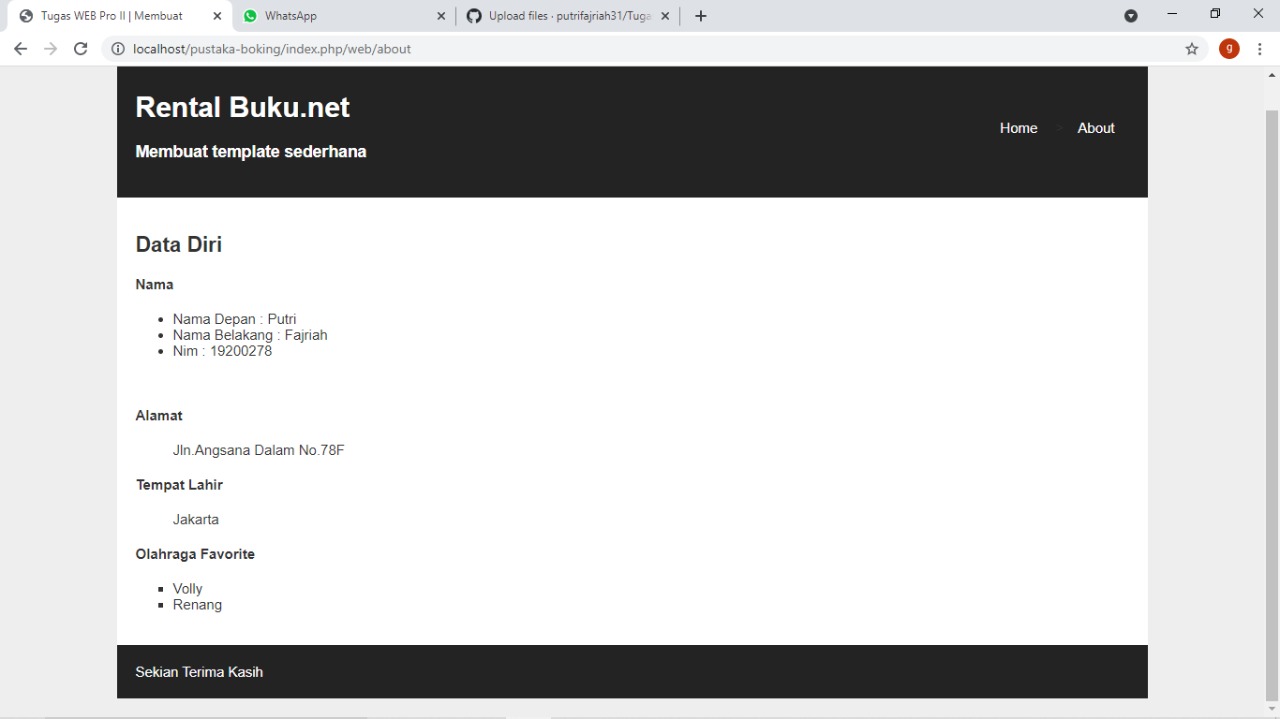 Tugas WEB Pro II | Membuat
WhatsApp
Upload files · putrifajriah31/Tuga
localhost/pustaka-boking/index.php/web/about
g
Rental Buku.net
Home > About
Membuat template sederhana
Data Diri
Nama
• Nama Depan : Putri
• Nama Belakang : Fajriah
• Nim : 19200278
Alamat
Jln.Angsana Dalam No.78F
Tempat Lahir
Jakarta
Olahraga Favorite
▪ Volly
▪ Renang
Sekian Terima Kasih